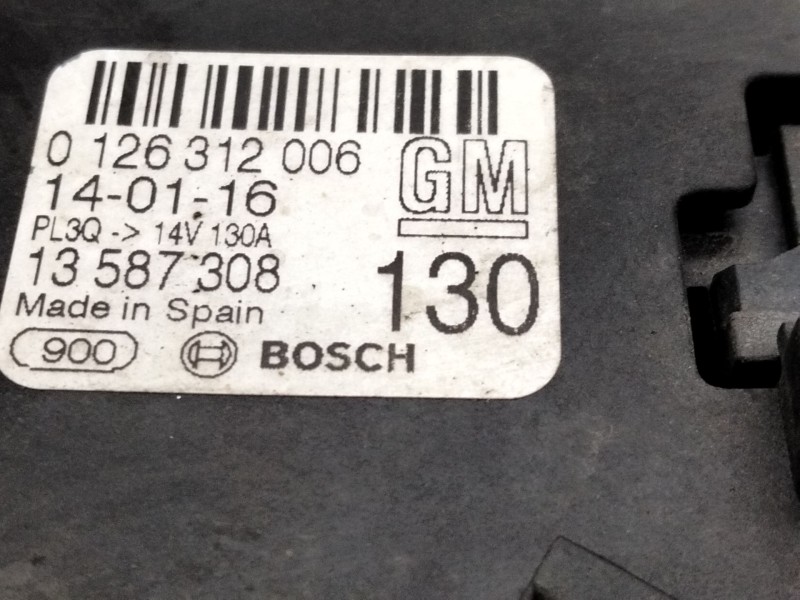 0 126 312 006
GM
14-01-16
PL3Q -> 14V 130A
13 587 308
130
Made in Spain
900 BOSCH